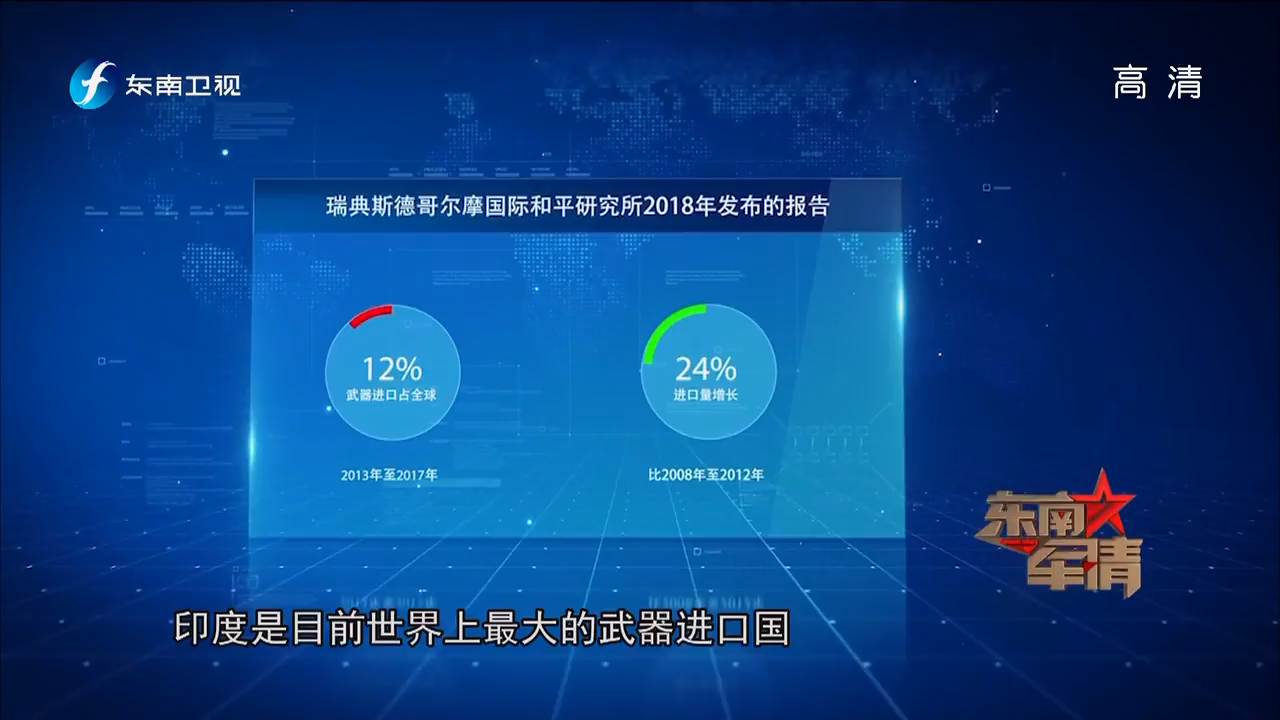 东南卫视
高清
瑞典斯德哥尔摩国际和平研究所2018年发布的报告
12%
武器进口占全球
2013年至2017年
24%
进口量增长
比2008年至2012年
东南
军情
印度是目前世界上最大的武器进口国